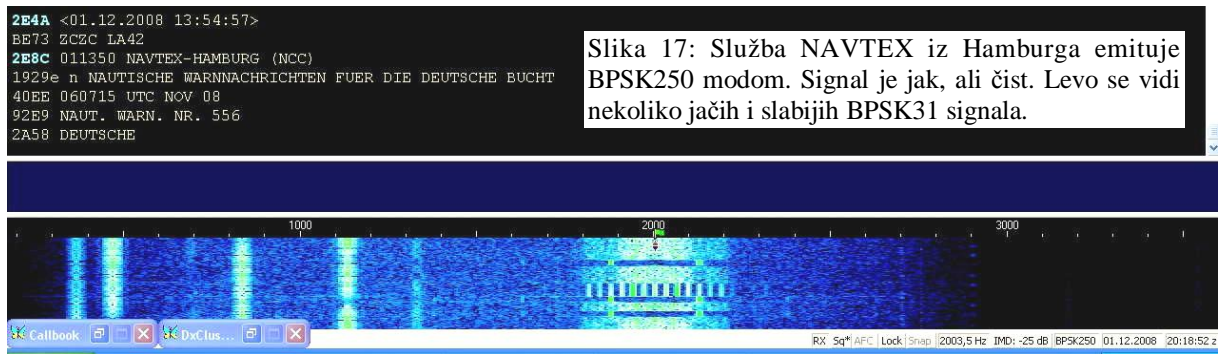 2E4A <01.12.2008 13:54:57>
BE73 ZCZC LA42
2E8C 011350 NAVTEX-HAMBURG (NCC)
1929e n NAUTISCHE WARNNACHRICHTEN FUER DIE DEUTSCHE BUCHT
40EE 060715 UTC NOV 08
92E9 NAUT. WARN. NR. 556
2A58 DEUTSCHE
Slika 17: Služba NAVTEX iz Hamburga emituje
BPSK250 modom. Signal je jak, ali čist. Levo se vidi
nekoliko jačih i slabijih BPSK31 signala.
1000 2000 3000
Callbook DxClus...
RX Sq* AFC Lock Snap 2003,5 Hz IMD: -25 dB BPSK250 01.12.2008 20:18:52 z